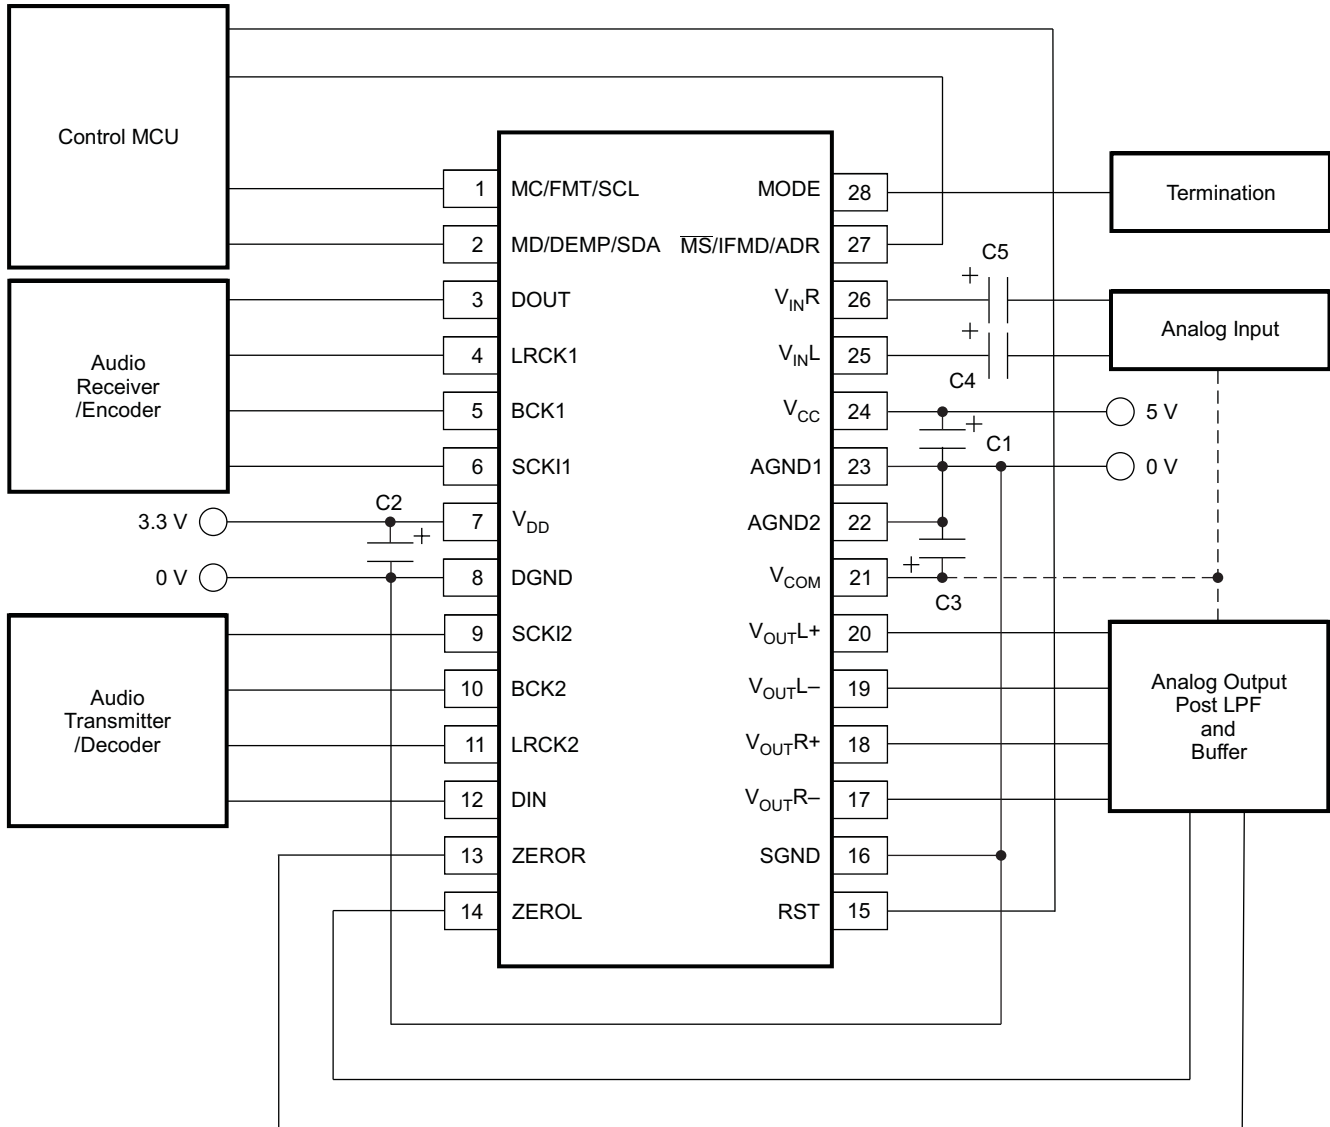 Control MCU
1 MC/FMT/SCL
2 MD/DEMP/SDA
Audio
Receiver
/Encoder
3 DOUT
4 LRCK1
5 BCK1
6 SCKI1
C2
+
3.3 V
7 VDD
0 V
8 DGND
Audio
Transmitter
/Decoder
9 SCKI2
10 BCK2
11 LRCK2
12 DIN
13 ZEROR
14 ZEROL
MODE 28
Termination
MS/IFMD/ADR 27
C5
+
VINR 26
Analog Input
+
VINL 25
C4
VCC 24
5 V
+
C1
AGND1 23
0 V
AGND2 22
+
VCOM 21
C3
VOUTL+ 20
VOUTL– 19
VOUTR+ 18
VOUTR– 17
Analog Output
Post LPF
and
Buffer
SGND 16
RST 15